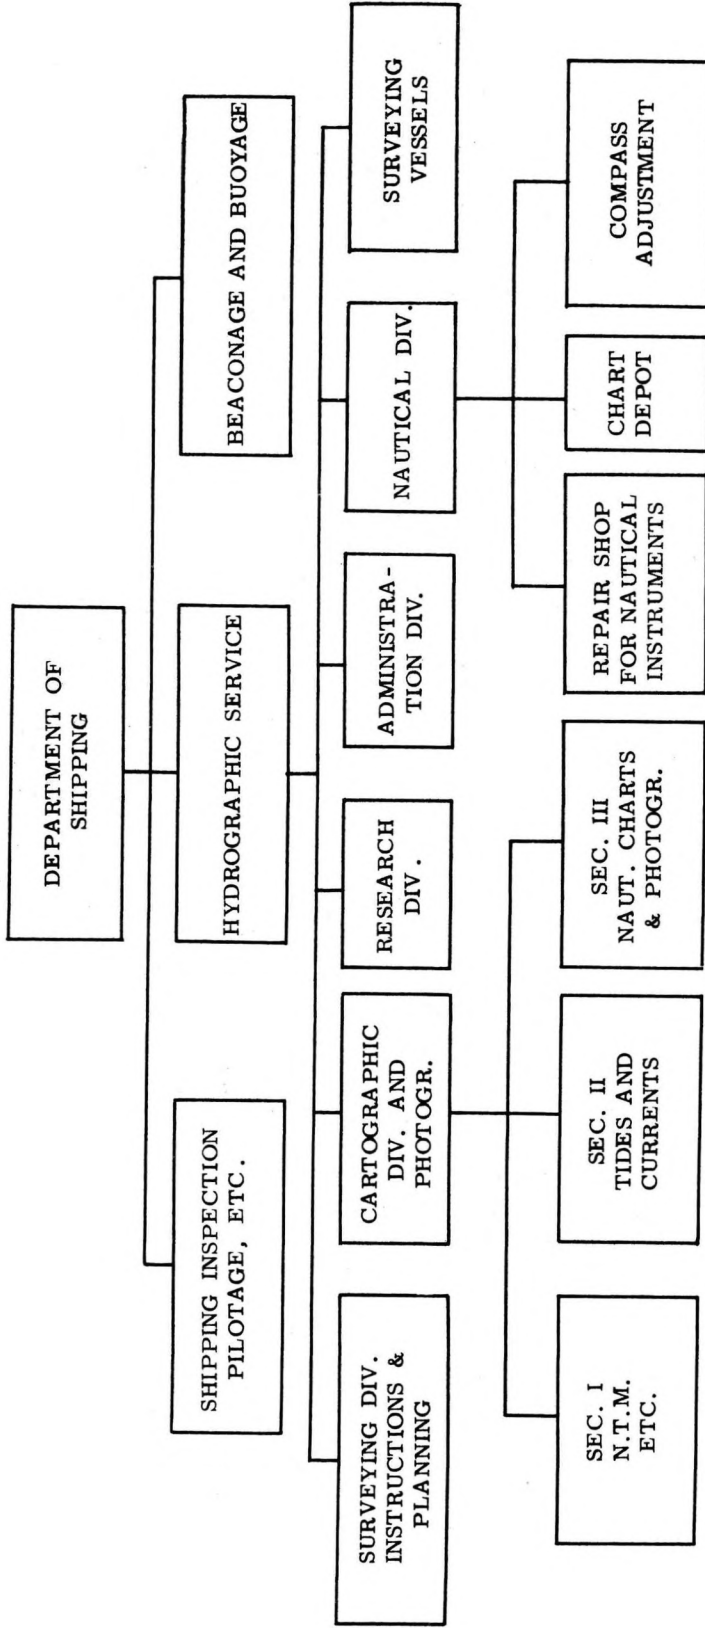 DEPARTMENT OF
SHIPPING
SHIPPING INSPECTION
PILOTAGE, ETC.
HYDROGRAPHIC SERVICE
BEACONAGE AND BUOYAGE
SURVEYING DIV.
INSTRUCTIONS &
PLANNING
CARTOGRAPHIC
DIV. AND
PHOTOGR.
RESEARCH
DIV.
ADMINISTRA-
TION DIV.
NAUTICAL DIV.
SURVEYING
VESSELS
SEC. I
N.T.M.
ETC.
SEC. II
TIDES AND
CURRENTS
SEC. III
NAUT. CHARTS
& PHOTOGR.
REPAIR SHOP
FOR NAUTICAL
INSTRUMENTS
CHART
DEPOT
COMPASS
ADJUSTMENT